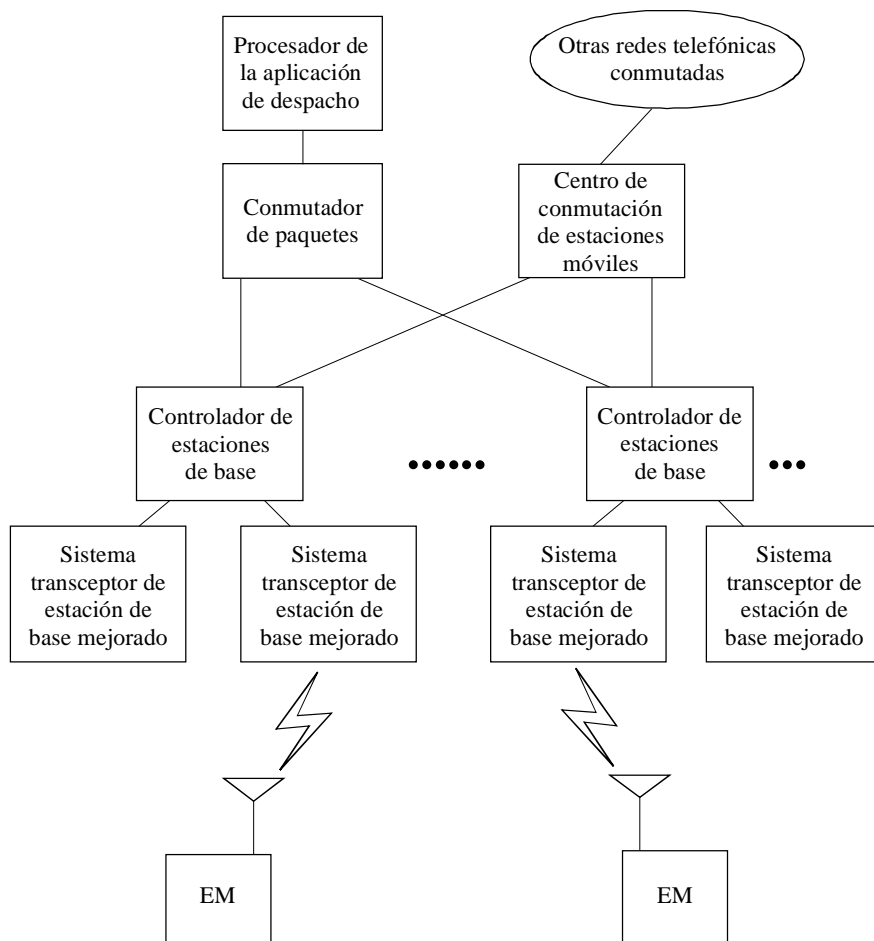 Procesador de
la aplicación
de despacho
Otras redes telefónicas
conmutadas
Conmutador
de paquetes
Centro de
conmutación
de estaciones
móviles
Controlador de
estaciones
de base
Controlador de
estaciones
de base
Sistema
transceptor de
estación de
base mejorado
Sistema
transceptor de
estación de
base mejorado
Sistema
transceptor de
estación de
base mejorado
Sistema
transceptor de
estación de
base mejorado
EM
EM